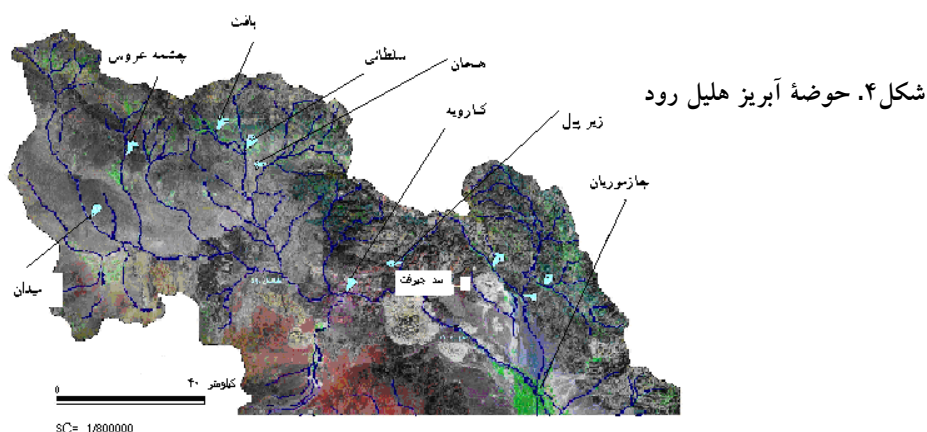 شکل۴. حوضهٔ آبریز هلیل رود
بافت
چشمه عروس
سلطانی
هنجان
کارویه
زیر پیل
جازموریان
میدان
سد جیرفت
0
۴۰ کیلومتر
SC= 1/800000